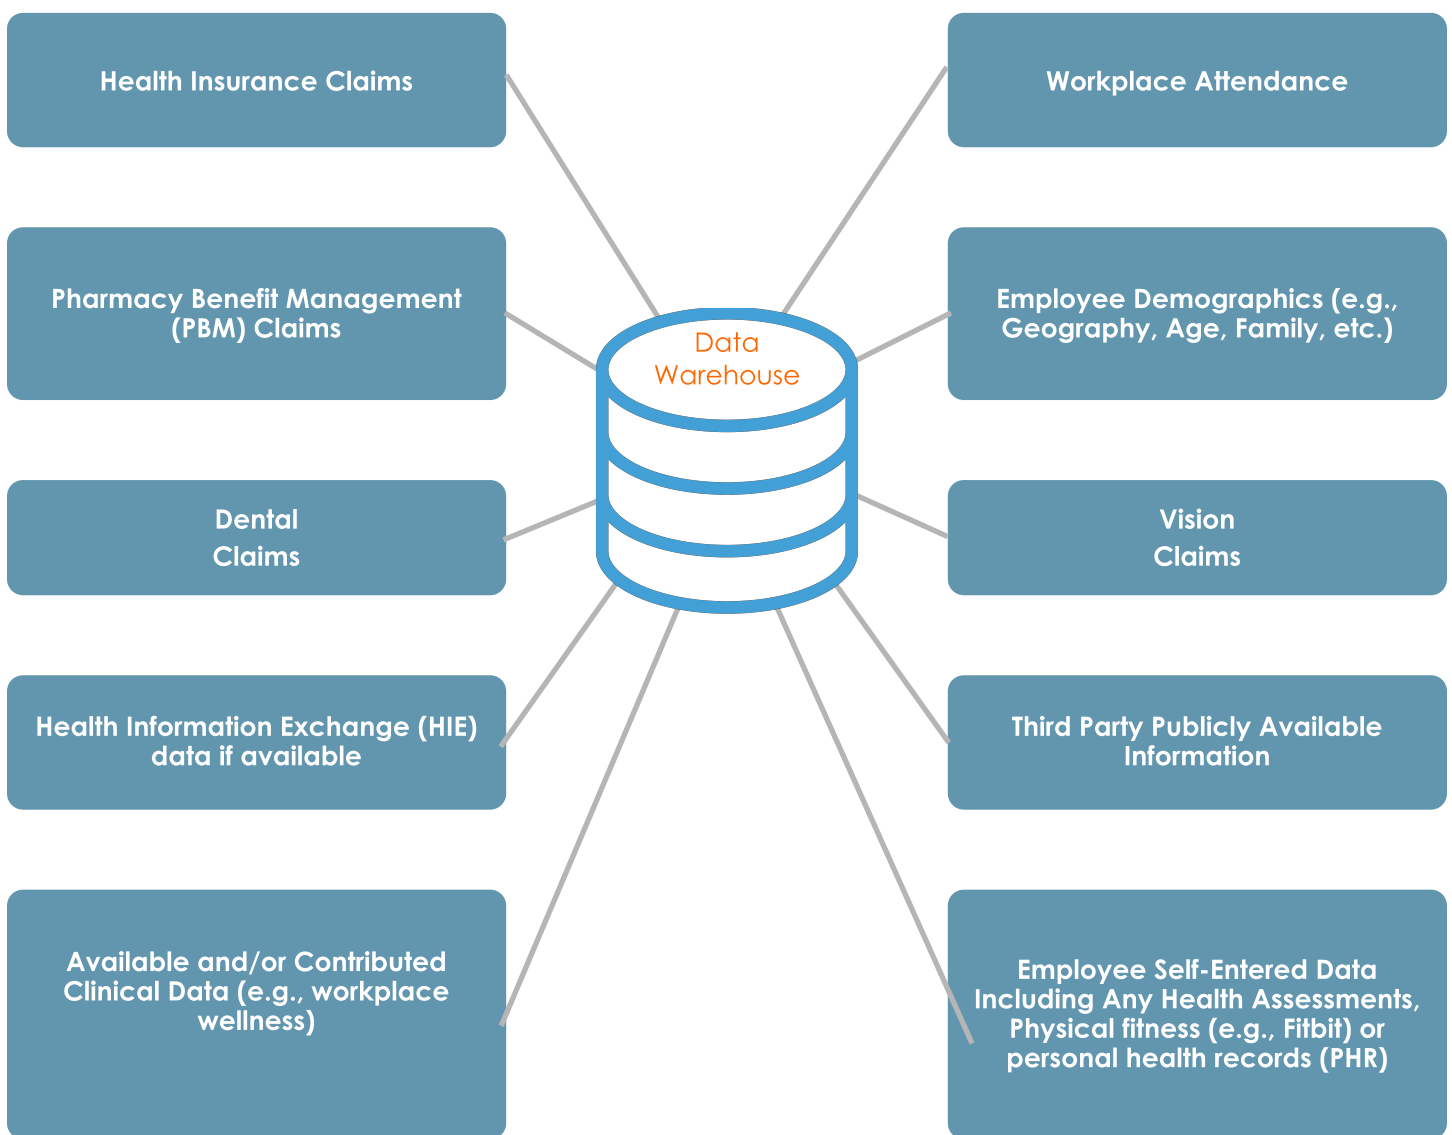 Health Insurance Claims
Workplace Attendance
Pharmacy Benefit Management
(PBM) Claims
Employee Demographics (e.g.,
Geography, Age, Family, etc.)
Data
Warehouse
Dental
Claims
Vision
Claims
Health Information Exchange (HIE)
data if available
Third Party Publicly Available
Information
Available and/or Contributed
Clinical Data (e.g., workplace
wellness)
Employee Self-Entered Data
Including Any Health Assessments,
Physical fitness (e.g., Fitbit) or
personal health records (PHR)